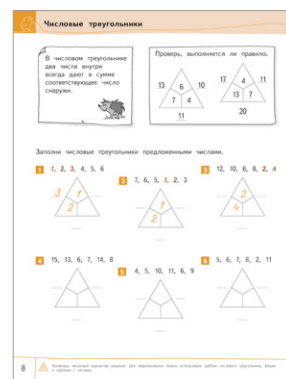 Числовые треугольники
В числовом треугольнике
два числа внутри
всегда дают в сумме
соответствующее число
снаружи.
Проверь, выполняется ли правило.
13 6 10
7 4
11
17 4 11
13 7
20
Заполни числовые треугольники предложенными числами.
1 1, 2, 3, 4, 5, 6
3 1
2
2 7, 6, 5, 1, 2, 3
1
2
3 12, 10, 6, 8, 2, 4
2
4
4 15, 13, 6, 7, 14, 8
5 4, 5, 10, 11, 6, 9
6 5, 6, 7, 8, 2, 11
8